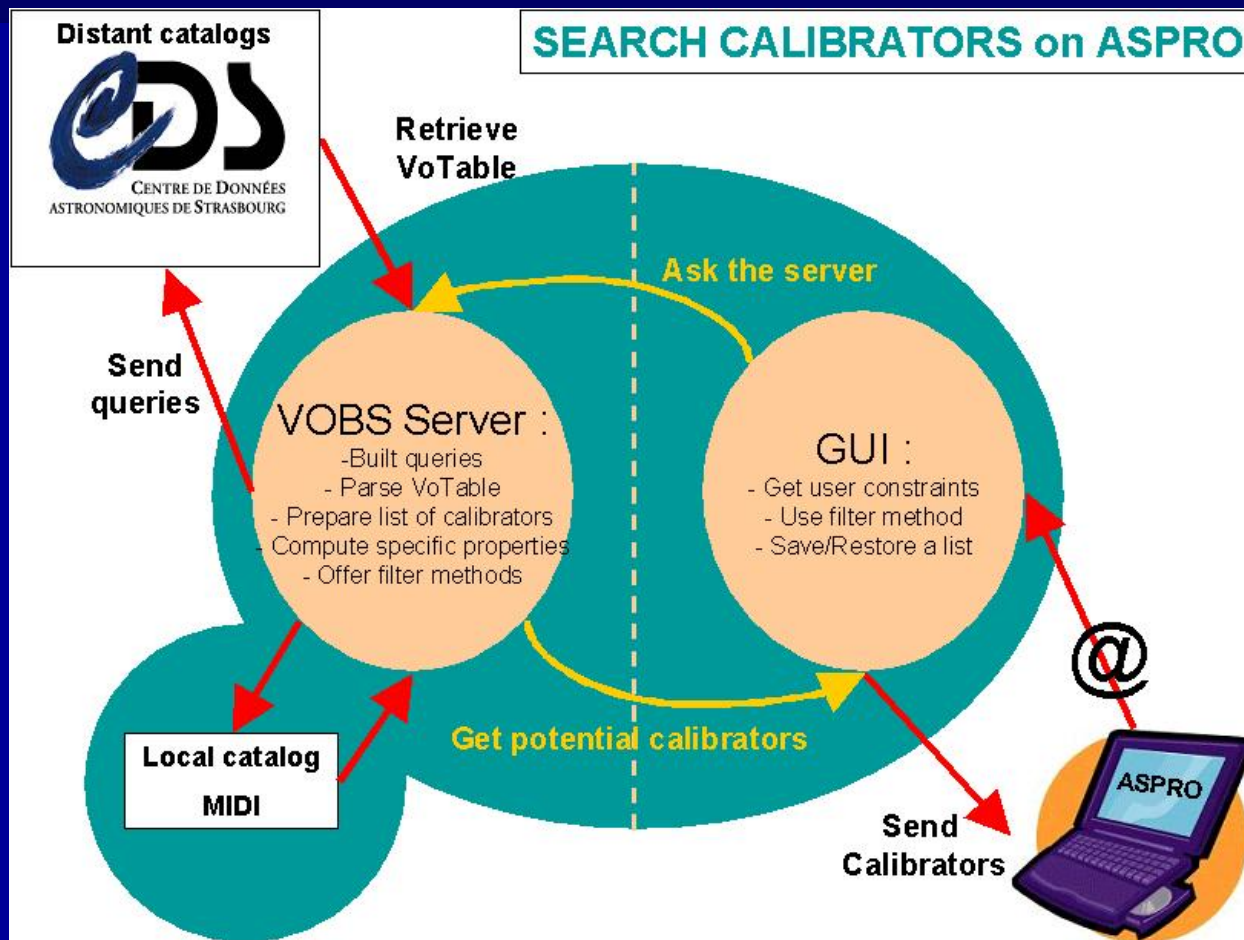 Distant catalogs
CDS
CENTRE DE DONNÉES
ASTRONOMIQUES DE STRASBOURG
SEARCH CALIBRATORS on ASPRO
Retrieve
VoTable
Ask the server
Send
queries
VOBS Server :
-Built queries
- Parse VoTable
- Prepare list of calibrators
- Compute specific properties
- Offer filter methods
GUI :
- Get user constraints
- Use filter method
- Save/Restore a list
@
Get potential calibrators
Local catalog
MIDI
Send
Calibrators
ASPRO